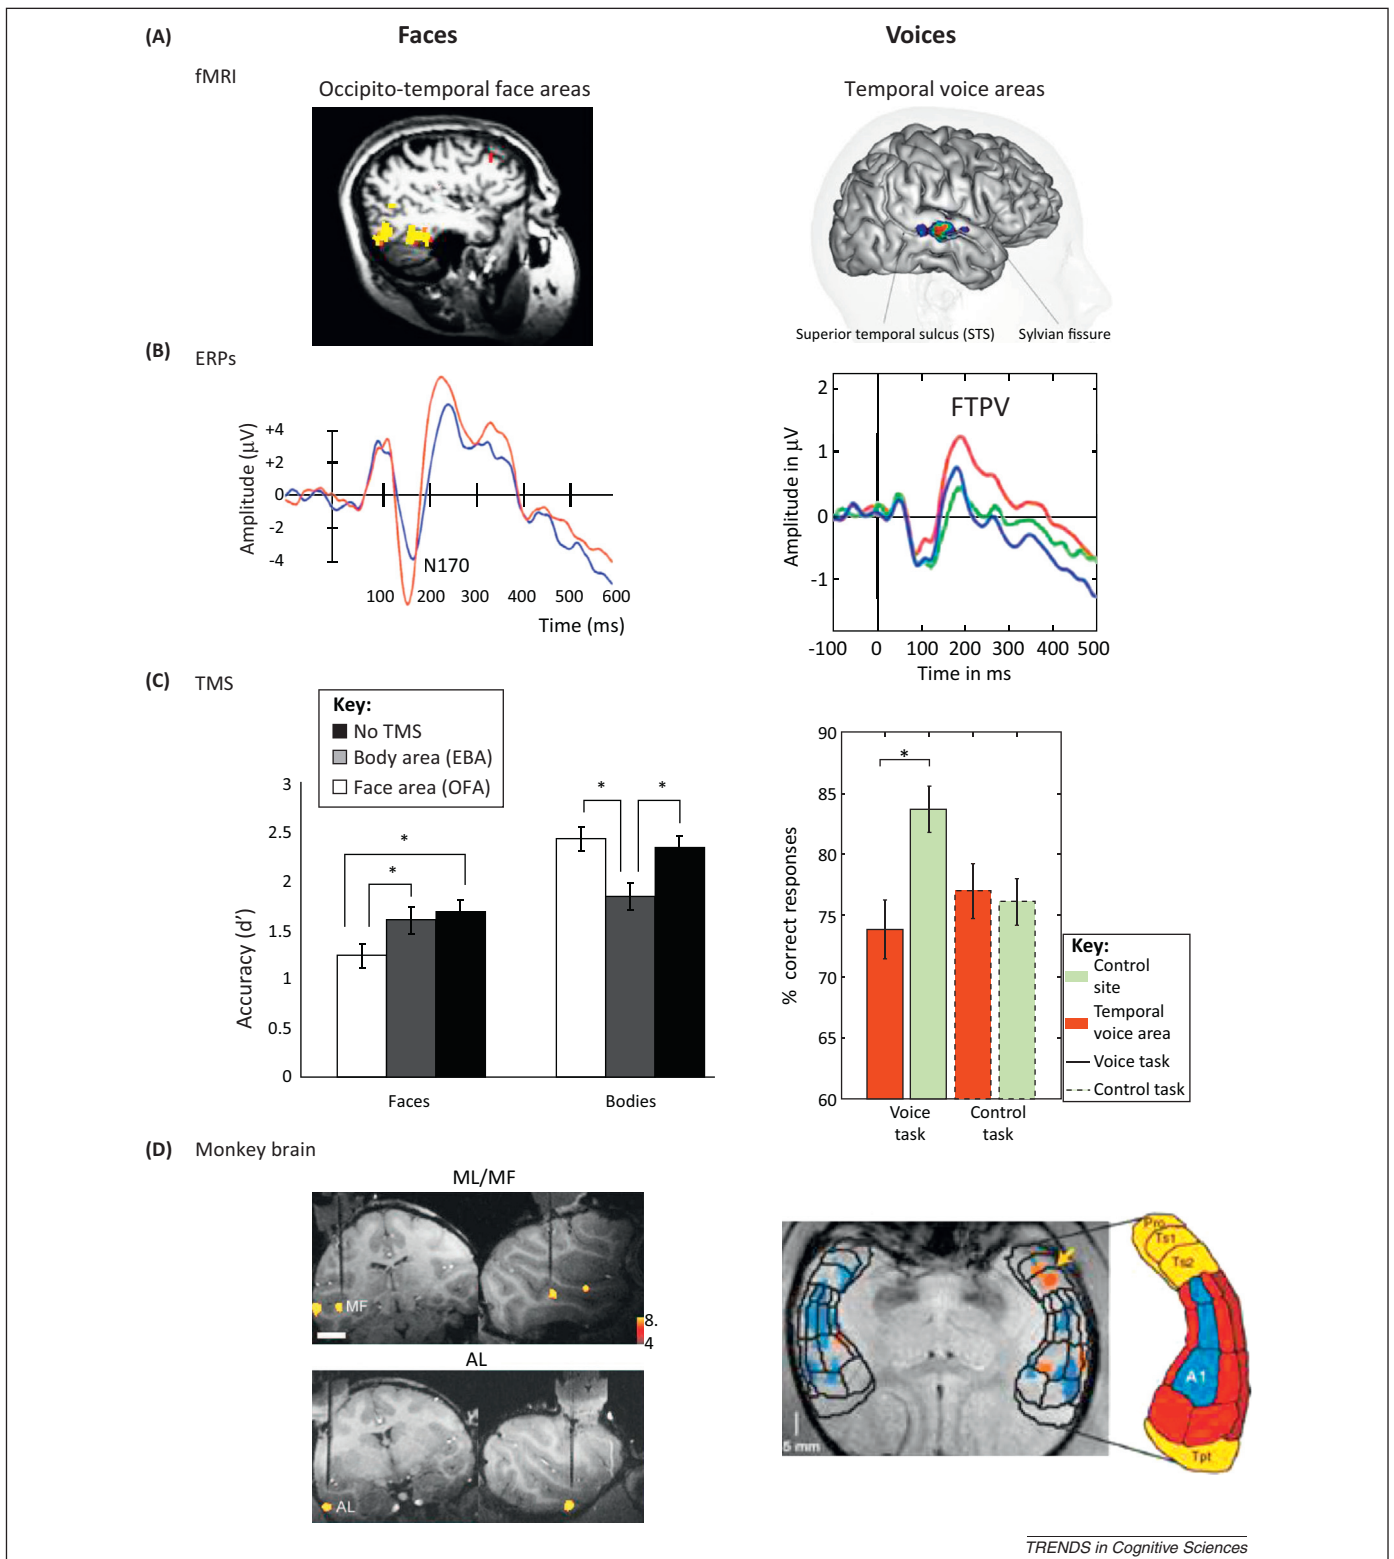 (A)
Faces
Voices
fMRI
Occipito-temporal face areas
Temporal voice areas
Superior temporal sulcus (STS)
Sylvian fissure
(B)
ERPs
Amplitude (μV)
+4
+2
0
-2
-4
N170
100 200 300 400 500 600
Time (ms)
FTPV
Amplitude in μV
2
1
0
-1
-100 0 100 200 300 400 500
Time in ms
(C)
TMS
Key:
No TMS
Body area (EBA)
Face area (OFA)
Accuracy (d’)
3
2.5
2
1.5
1
0.5
0
*
*
*
*
Faces
Bodies
% correct responses
90
85
80
75
70
65
60
*
Voice
task
Control
task
Key:
Control
site
Temporal
voice area
Voice task
Control task
(D)
Monkey brain
ML/MF
MF
8.
4
AL
AL
5 mm
Pro
Ts1
Ts2
A1
Tpt
TRENDS in Cognitive Sciences